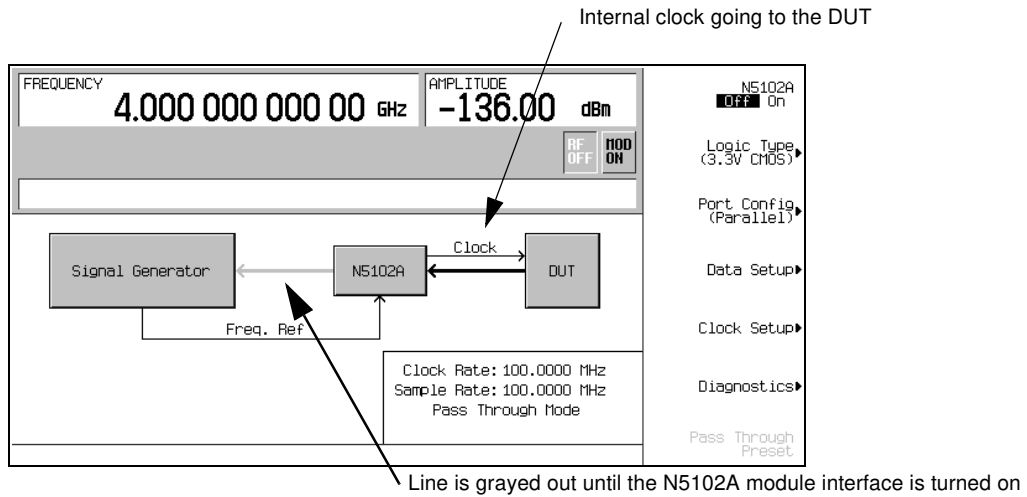 Internal clock going to the DUT
FREQUENCY
4.000 000 000 00 GHz
AMPLITUDE
-136.00 dBm
RF OFF
MOD ON
N5102A
Off On
Logic Type
(3.3V CMOS)
Port Config
(Parallel)
Data Setup
Clock Setup
Diagnostics
Pass Through
Preset
Signal Generator
N5102A
Clock
DUT
Freq. Ref
Clock Rate: 100.0000 MHz
Sample Rate: 100.0000 MHz
Pass Through Mode
Line is grayed out until the N5102A module interface is turned on